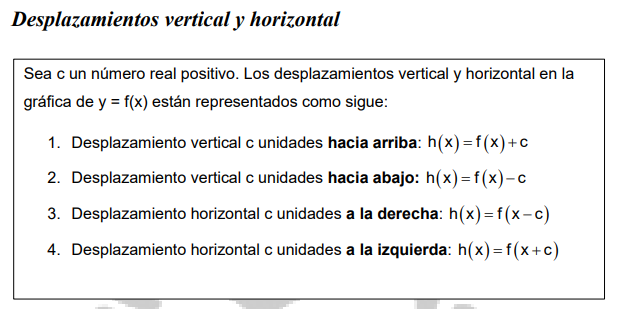 Desplazamientos vertical y horizontal
Sea c un número real positivo. Los desplazamientos vertical y horizontal en la
gráfica de y = f(x) están representados como sigue:
1. Desplazamiento vertical c unidades hacia arriba: h(x)=f(x)+c
2. Desplazamiento vertical c unidades hacia abajo: h(x)=f(x)−c
3. Desplazamiento horizontal c unidades a la derecha: h(x)=f(x−c)
4. Desplazamiento horizontal c unidades a la izquierda: h(x)=f(x+c)